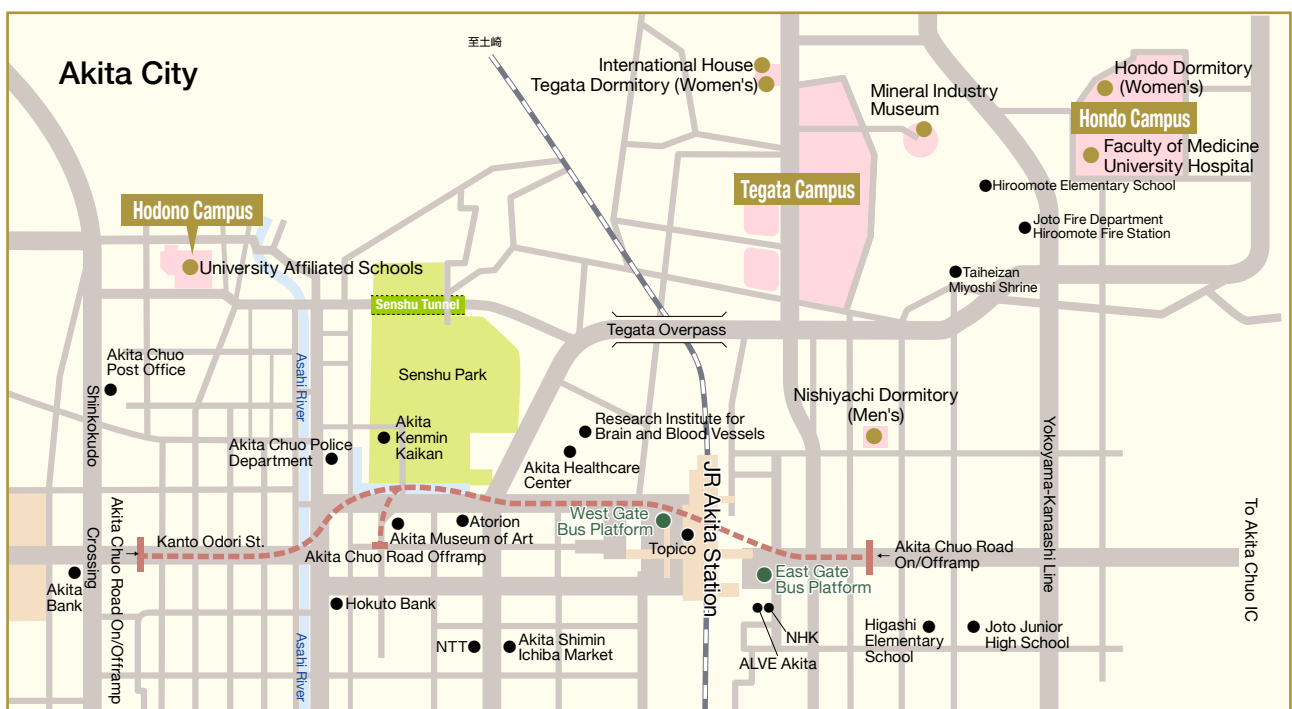 Akita City
至土崎
International House
Tegata Dormitory (Women's)
Mineral Industry
Museum
Hondo Dormitory
(Women's)
Hondo Campus
Faculty of Medicine
University Hospital
Tegata Campus
Hiroomote Elementary School
Joto Fire Department
Hiroomote Fire Station
Taiheizan
Miyoshi Shrine
Hodono Campus
University Affiliated Schools
Senshu Tunnel
Tegata Overpass
Senshu Park
Akita Chuo
Post Office
Shinkokudo
Crossing
Asahi River
Akita Chuo Police
Department
Akita
Kenmin
Kaikan
Research Institute for
Brain and Blood Vessels
Akita Healthcare
Center
Nishiyachi Dormitory
(Men's)
Yokoyama-Kanaashi Line
To Akita Chuo IC
JR Akita Station
West Gate
Bus Platform
Topico
East Gate
Bus Platform
Akita Chuo Road
On/Offramp
Kanto Odori St.
Akita Chuo Road On/Offramp
Atorion
Akita Museum of Art
Akita Chuo Road Offramp
Akita
Bank
Hokuto Bank
Asahi River
NTT
Akita Shimin
Ichiba Market
NHK
ALVE Akita
Higashi
Elementary
School
Joto Junior
High School